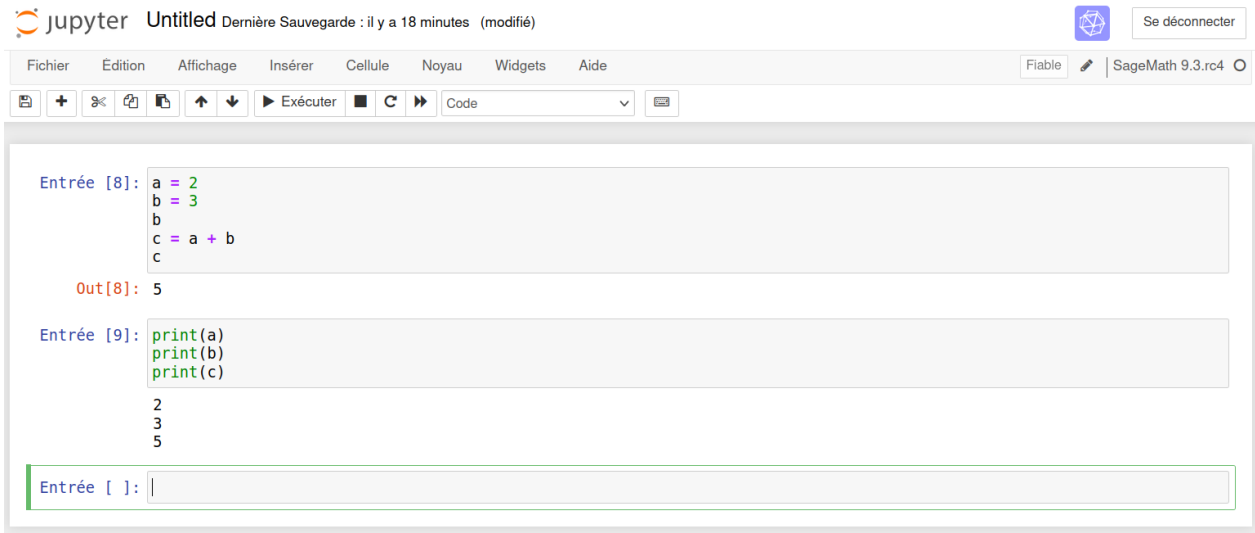 jupyter Untitled Dernière Sauvegarde : il y a 18 minutes (modifié) Se déconnecter
Fichier Édition Affichage Insérer Cellule Noyau Widgets Aide Fiable SageMath 9.3.rc4
Exécuter Code
Entrée [8]: a = 2
b = 3
b
c = a + b
c
Out[8]: 5
Entrée [9]: print(a)
print(b)
print(c)
2
3
5
Entrée [ ]: